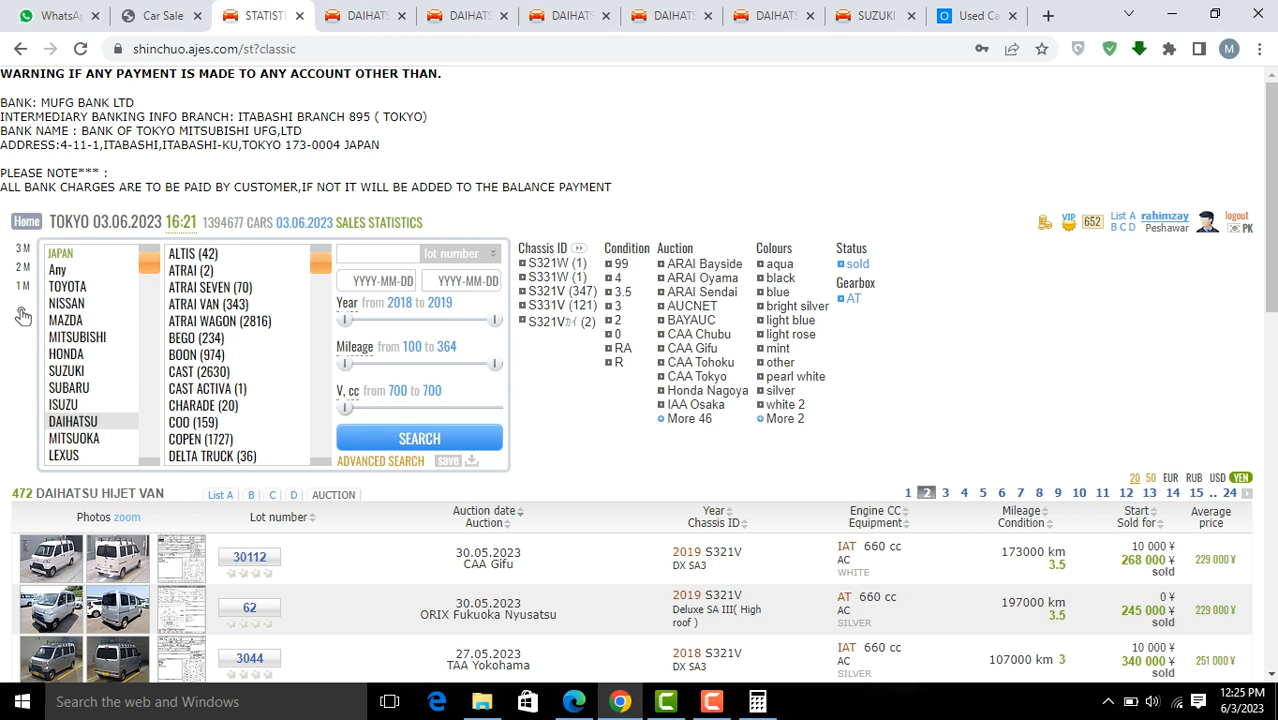 WhatsA
Car Sale
STATIST
DAIHATS
DAIHATS
DAIHATS
DAIHATS
DAIHATS
SUZUKI
Used Ca
shinchuo.ajes.com/st?classic
M
WARNING IF ANY PAYMENT IS MADE TO ANY ACCOUNT OTHER THAN.
BANK: MUFG BANK LTD
INTERMEDIARY BANKING INFO BRANCH: ITABASHI BRANCH 895 ( TOKYO)
BANK NAME : BANK OF TOKYO MITSUBISHI UFG,LTD
ADDRESS:4-11-1,ITABASHI,ITABASHI-KU,TOKYO 173-0004 JAPAN
PLEASE NOTE*** :
ALL BANK CHARGES ARE TO BE PAID BY CUSTOMER,IF NOT IT WILL BE ADDED TO THE BALANCE PAYMENT
Home TOKYO 03.06.2023 16:21 1394677 CARS 03.06.2023 SALES STATISTICS
VIP 652 List A B C D rahimzay Peshawar logout PK
3 M
2 M
1 M
JAPAN
Any
TOYOTA
NISSAN
MAZDA
MITSUBISHI
HONDA
SUZUKI
SUBARU
ISUZU
DAIHATSU
MITSUOKA
LEXUS
ALTIS (42)
ATRAI (2)
ATRAI SEVEN (70)
ATRAI VAN (343)
ATRAI WAGON (2816)
BEGO (234)
BOON (974)
CAST (2630)
CAST ACTIVA (1)
CHARADE (20)
COO (159)
COPEN (1727)
DELTA TRUCK (36)
lot number
YYYY-MM-DD YYYY-MM-DD
Year from 2018 to 2019
Mileage from 100 to 364
V, cc from 700 to 700
SEARCH
ADVANCED SEARCH save
Chassis ID
S321W (1)
S331W (1)
S321V (347)
S331V (121)
S321Vｶｲ (2)
Condition
99
4
3.5
3
2
0
RA
R
Auction
ARAI Bayside
ARAI Oyama
ARAI Sendai
AUCNET
BAYAUC
CAA Chubu
CAA Gifu
CAA Tohoku
CAA Tokyo
Honda Nagoya
IAA Osaka
More 46
Colours
aqua
black
blue
bright silver
light blue
light rose
mint
other
pearl white
silver
white 2
More 2
Status
sold
Gearbox
AT
20 50 EUR RUB USD YEN
472 DAIHATSU HIJET VAN List A B C D AUCTION 1 2 3 4 5 6 7 8 9 10 11 12 13 14 15 .. 24
Photos zoom
Lot number
Auction date
Auction
Year
Chassis ID
Engine CC
Equipment
Mileage
Condition
Start
Sold for
Average
price
30112
30.05.2023
CAA Gifu
2019 S321V
DX SA3
IAT 660 cc
AC
WHITE
173000 km
3.5
10 000 ¥
268 000 ¥
sold
229 000 ¥
62
30.05.2023
ORIX Fukuoka Nyusatsu
2019 S321V
Deluxe SA III( High
roof )
AT 660 cc
AC
SILVER
197000 km
3.5
0 ¥
245 000 ¥
sold
229 000 ¥
3044
27.05.2023
TAA Yokohama
2018 S321V
DX SA3
IAT 660 cc
AC
SILVER
107000 km 3
10 000 ¥
340 000 ¥
sold
251 000 ¥
Search the web and Windows
12:25 PM
6/3/2023